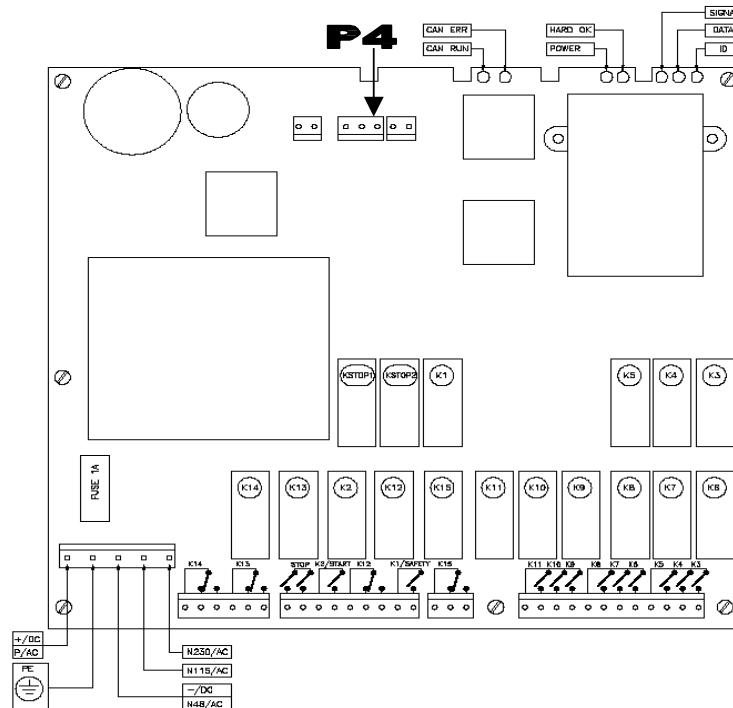 SIGNA
CAN ERR
HARD OK
DATA
P4
CAN RUN
POWER
ID
KSTOP1
KSTOP2
K1
K5
K4
K3
FUSE 1A
K14
K13
K2
K12
K15
K11
K10
K9
K8
K7
K6
K14
K13
STOP
K2/START
K12
K1/SAFETY
K15
K11
K10
K9
K8
K7
K6
K5
K4
K3
+/DC
P/AC
N230/AC
PE
N115/AC
-/DC
N48/AC